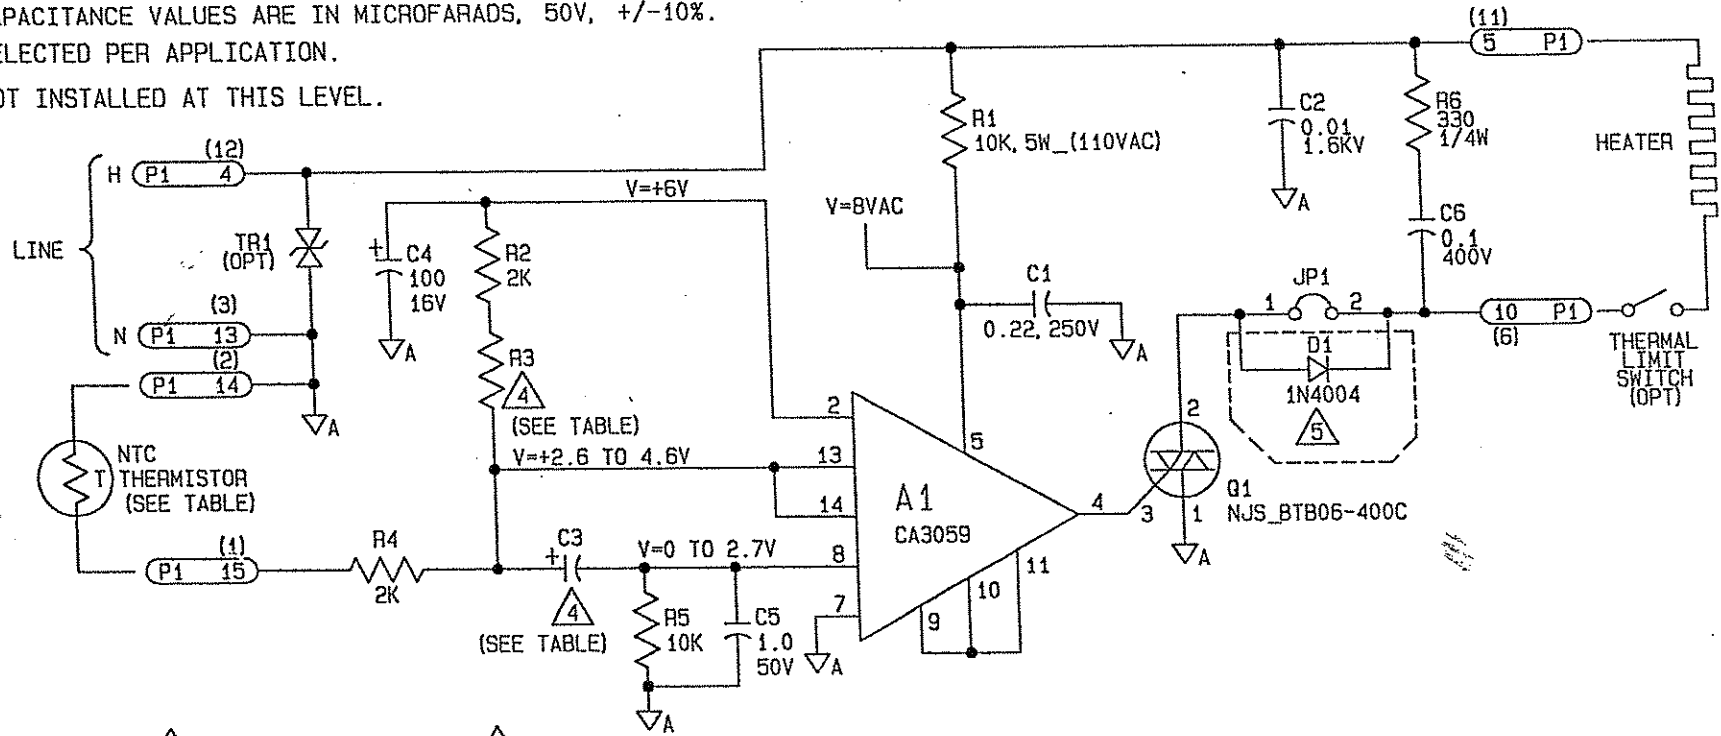 APACITANCE VALUES ARE IN MICROFARADS, 50V, +/-10%.
ELECTED PER APPLICATION.
OT INSTALLED AT THIS LEVEL.
(11)
5 P1
(12)
H P1 4
LINE
TR1
(OPT)
(3)
N P1 13
(2)
P1 14
A
NTC
T THERMISTOR
(SEE TABLE)
(1)
P1 15
R4
2K
V=+6V
+ C4
100
16V
A
R2
2K
R3
4
(SEE TABLE)
V=+2.6 TO 4.6V
+ C3
4
(SEE TABLE)
V=0 TO 2.7V
R5
10K
C5
1.0
50V
A
A
R1
10K, 5W_(110VAC)
V=8VAC
C1
0.22, 250V
A
C2
0.01
1.6KV
A
R6
330
1/4W
C6
0.1
400V
HEATER
2
13
14
8
7
5
A1
CA3059
4
9
10
11
2
3
1
Q1
NJS_BTB06-400C
A
JP1
1 2
D1
1N4004
5
10 P1
(6)
THERMAL
LIMIT
SWITCH
(OPT)